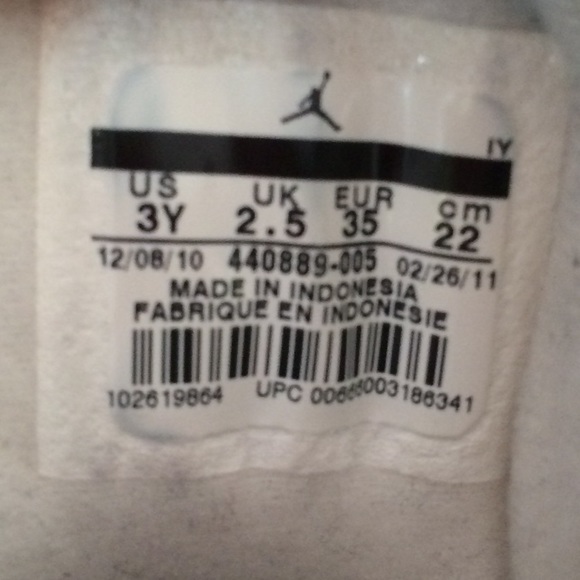 IY
US UK EUR cm
3Y 2.5 35 22
12/08/10 440889-005 02/26/11
MADE IN INDONESIA
FABRIQUE EN INDONESIE
102619864 UPC 00666003186341